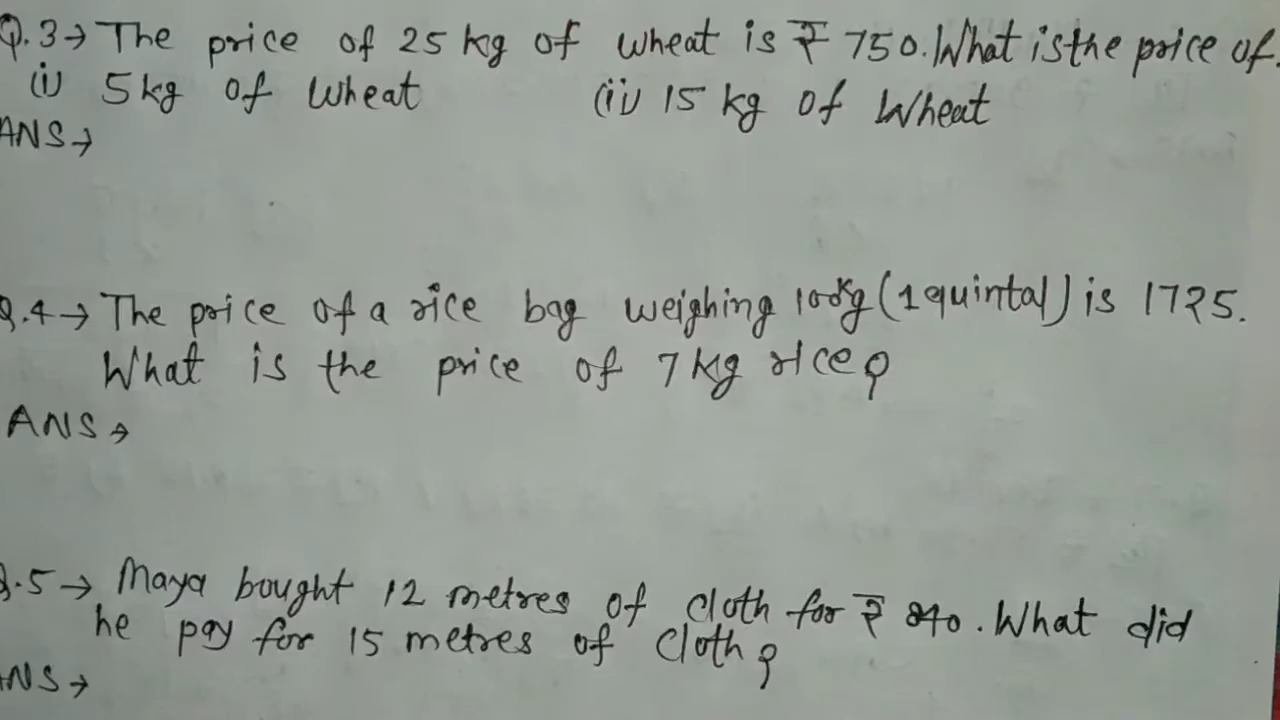 Q.3→ The price of 25 kg of wheat is ₹ 750. What is the price of.
(i) 5kg of wheat (ii) 15 kg of Wheat
ANS→
Q.4→ The price of a rice bag weighing 100kg (1 quintal) is 1725.
What is the price of 7 kg rice?
ANS→
Q.5→ Maya bought 12 metres of cloth for ₹ 840. What did
he pay for 15 metres of Cloth?
ANS→